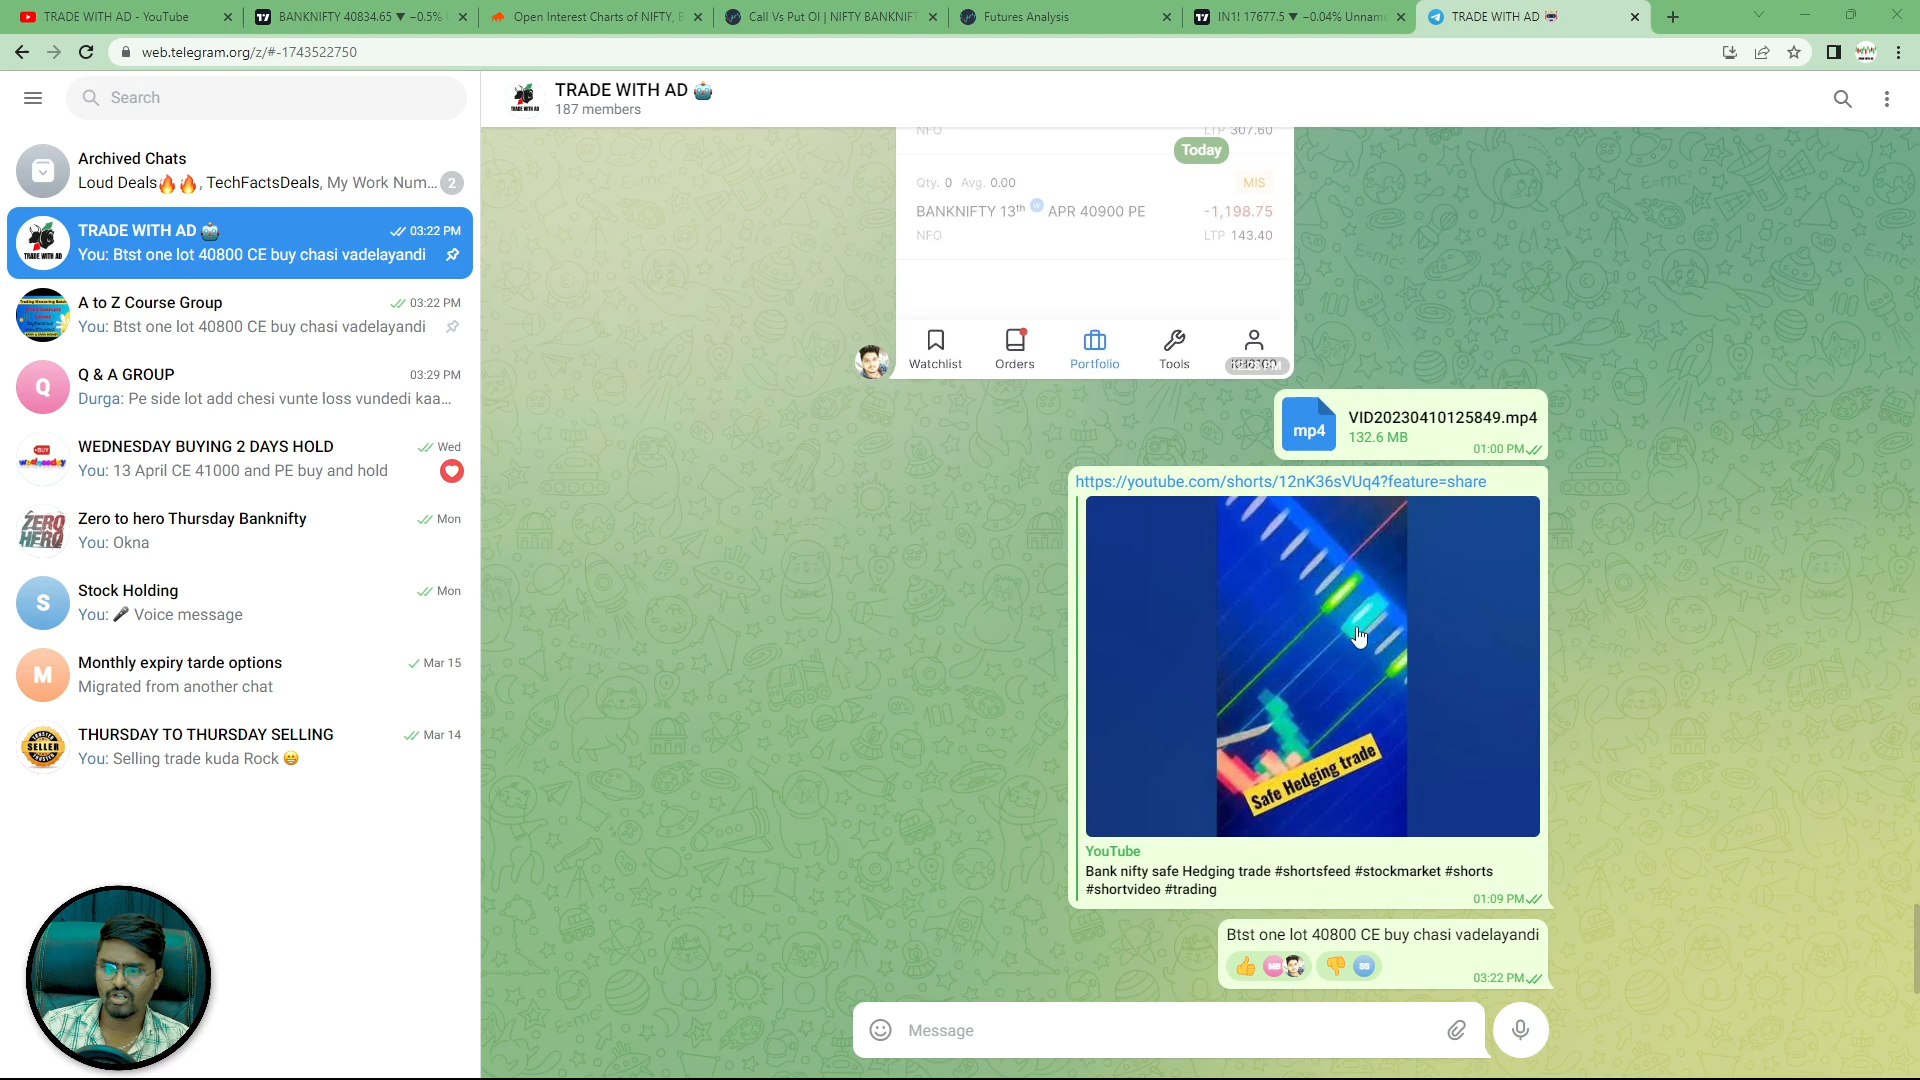 TRADE WITH AD - YouTube
BANKNIFTY 40834.65 ▼ −0.5%
Open Interest Charts of NIFTY,
Call Vs Put OI | NIFTY BANKNIFT
Futures Analysis
IN1! 17677.5 ▼ −0.04% Unnam
TRADE WITH AD 🤖
web.telegram.org/z/#-1743522750
Search
TRADE WITH AD 🤖
187 members
Archived Chats
Loud Deals🔥🔥, TechFactsDeals, My Work Num... 2
TRADE WITH AD 🤖 03:22 PM
You: Btst one lot 40800 CE buy chasi vadelayandi
A to Z Course Group 03:22 PM
You: Btst one lot 40800 CE buy chasi vadelayandi
Q
Q & A GROUP 03:29 PM
Durga: Pe side lot add chesi vunte loss vundedi kaa...
WEDNESDAY BUYING 2 DAYS HOLD Wed
You: 13 April CE 41000 and PE buy and hold
ZERO HERO
Zero to hero Thursday Banknifty Mon
You: Okna
S
Stock Holding Mon
You: 🎤 Voice message
M
Monthly expiry tarde options Mar 15
Migrated from another chat
SELLER
THURSDAY TO THURSDAY SELLING Mar 14
You: Selling trade kuda Rock 😁
NFO LTP 307.60
Today
Qty. 0 Avg. 0.00 MIS
BANKNIFTY 13th W APR 40900 PE -1,198.75
NFO LTP 143.40
Watchlist Orders Portfolio Tools
mp4
VID20230410125849.mp4
132.6 MB
01:00 PM
https://youtube.com/shorts/12nK36sVUq4?feature=share
Safe Hedging trade
YouTube
Bank nifty safe Hedging trade #shortsfeed #stockmarket #shorts
#shortvideo #trading
01:09 PM
Btst one lot 40800 CE buy chasi vadelayandi
👍 MB 👎 SS
03:22 PM
Message